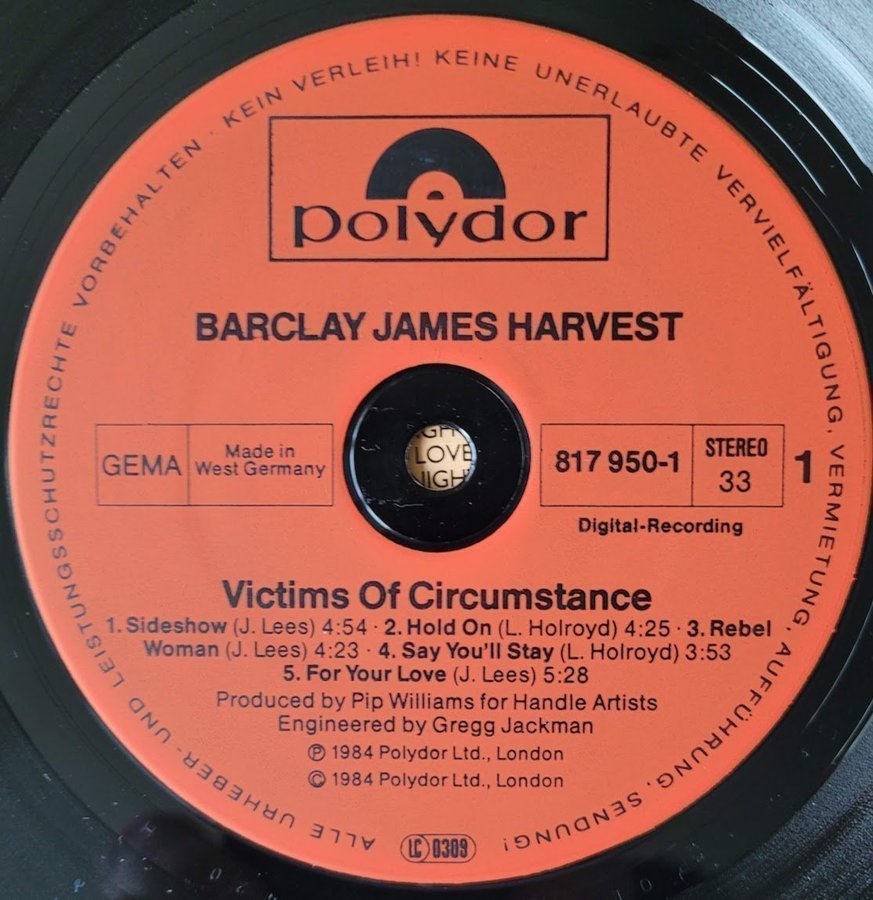 ALLE URHEBER- UND LEISTUNGSSCHUTZRECHTE VORBEHALTEN · KEIN VERLEIH! KEINE UNERLAUBTE VERVIELFÄLTIGUNG, VERMIETUNG, AUFFÜHRUNG, SENDUNG!
polydor
BARCLAY JAMES HARVEST
GEMA
Made in
West Germany
LOVE
817 950-1
STEREO
33
1
Digital-Recording
Victims Of Circumstance
1. Sideshow (J. Lees) 4:54 · 2. Hold On (L. Holroyd) 4:25 · 3. Rebel
Woman (J. Lees) 4:23 · 4. Say You'll Stay (L. Holroyd) 3:53
5. For Your Love (J. Lees) 5:28
Produced by Pip Williams for Handle Artists
Engineered by Gregg Jackman
℗ 1984 Polydor Ltd., London
© 1984 Polydor Ltd., London
LC 0309